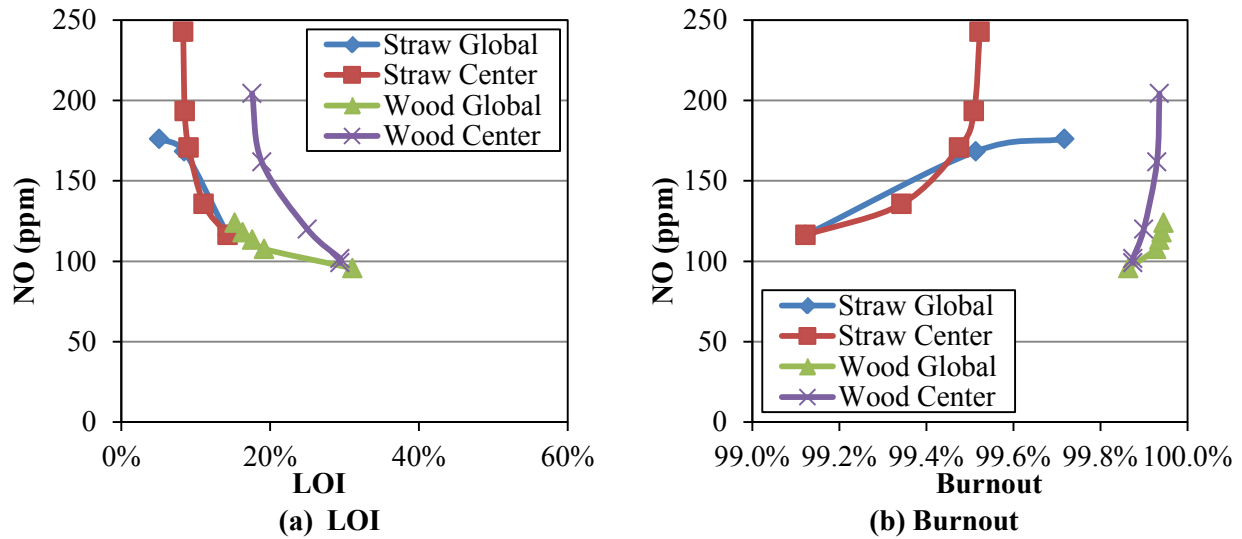 250
200
150
100
50
0
NO (ppm)
0% 20% 40% 60%
LOI
Straw Global
Straw Center
Wood Global
Wood Center
(a) LOI
250
200
150
100
50
0
NO (ppm)
99.0% 99.2% 99.4% 99.6% 99.8% 100.0%
Burnout
Straw Global
Straw Center
Wood Global
Wood Center
(b) Burnout